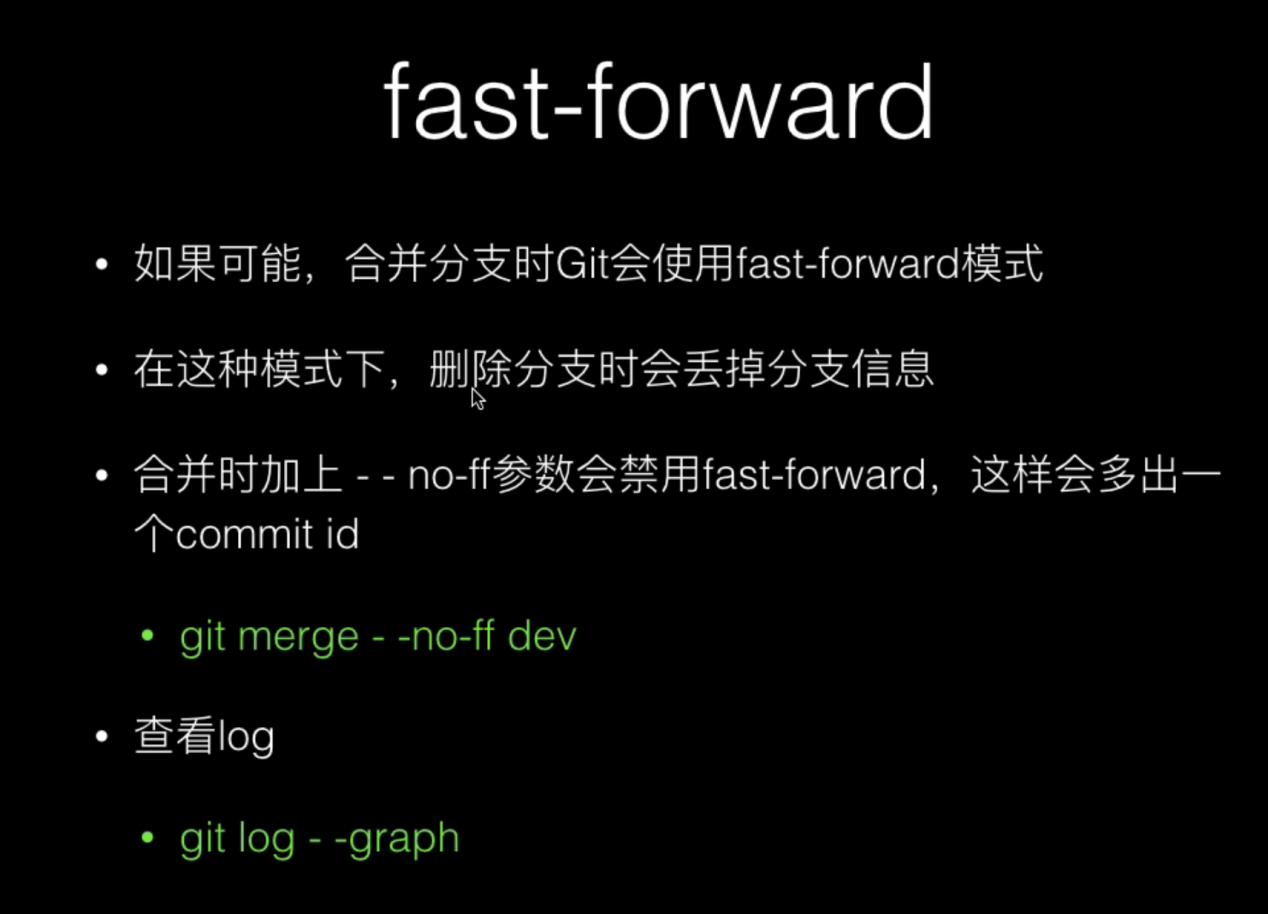 fast-forward
• 如果可能，合并分支时Git会使用fast-forward模式
• 在这种模式下，删除分支时会丢掉分支信息
• 合并时加上 - - no-ff参数会禁用fast-forward，这样会多出一
个commit id
• git merge - -no-ff dev
• 查看log
• git log - -graph